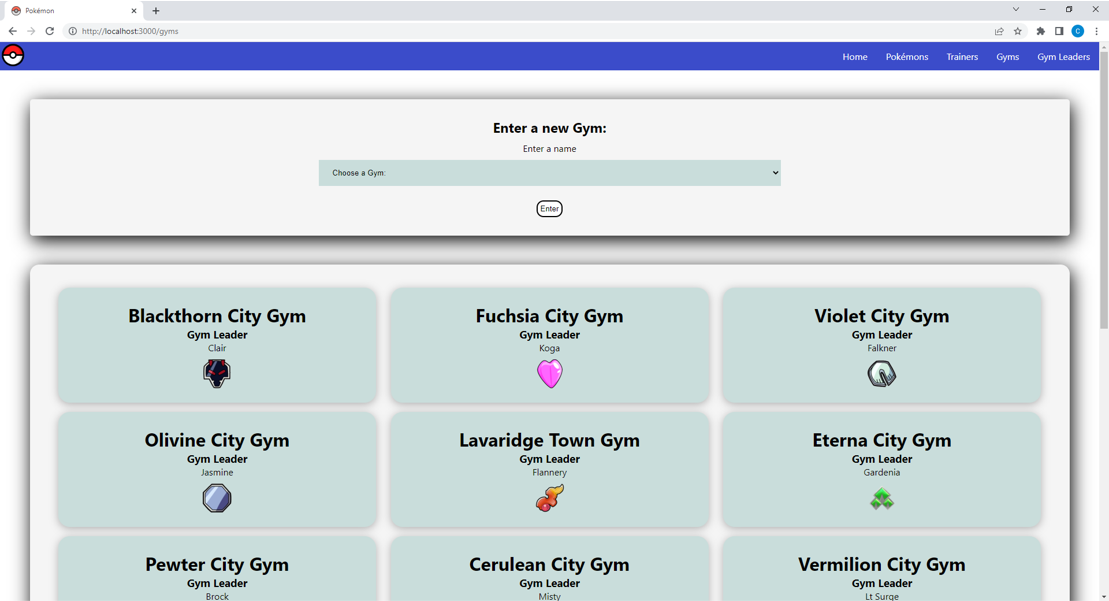 Pokémon
http://localhost:3000/gyms
C
Home Pokémons Trainers Gyms Gym Leaders
Enter a new Gym:
Enter a name
Choose a Gym:
Enter
Blackthorn City Gym Fuchsia City Gym Violet City Gym
Gym Leader Gym Leader Gym Leader
Clair Koga Falkner
Olivine City Gym Lavaridge Town Gym Eterna City Gym
Gym Leader Gym Leader Gym Leader
Jasmine Flannery Gardenia
Pewter City Gym Cerulean City Gym Vermilion City Gym
Gym Leader Gym Leader Gym Leader
Brock Misty Lt Surge